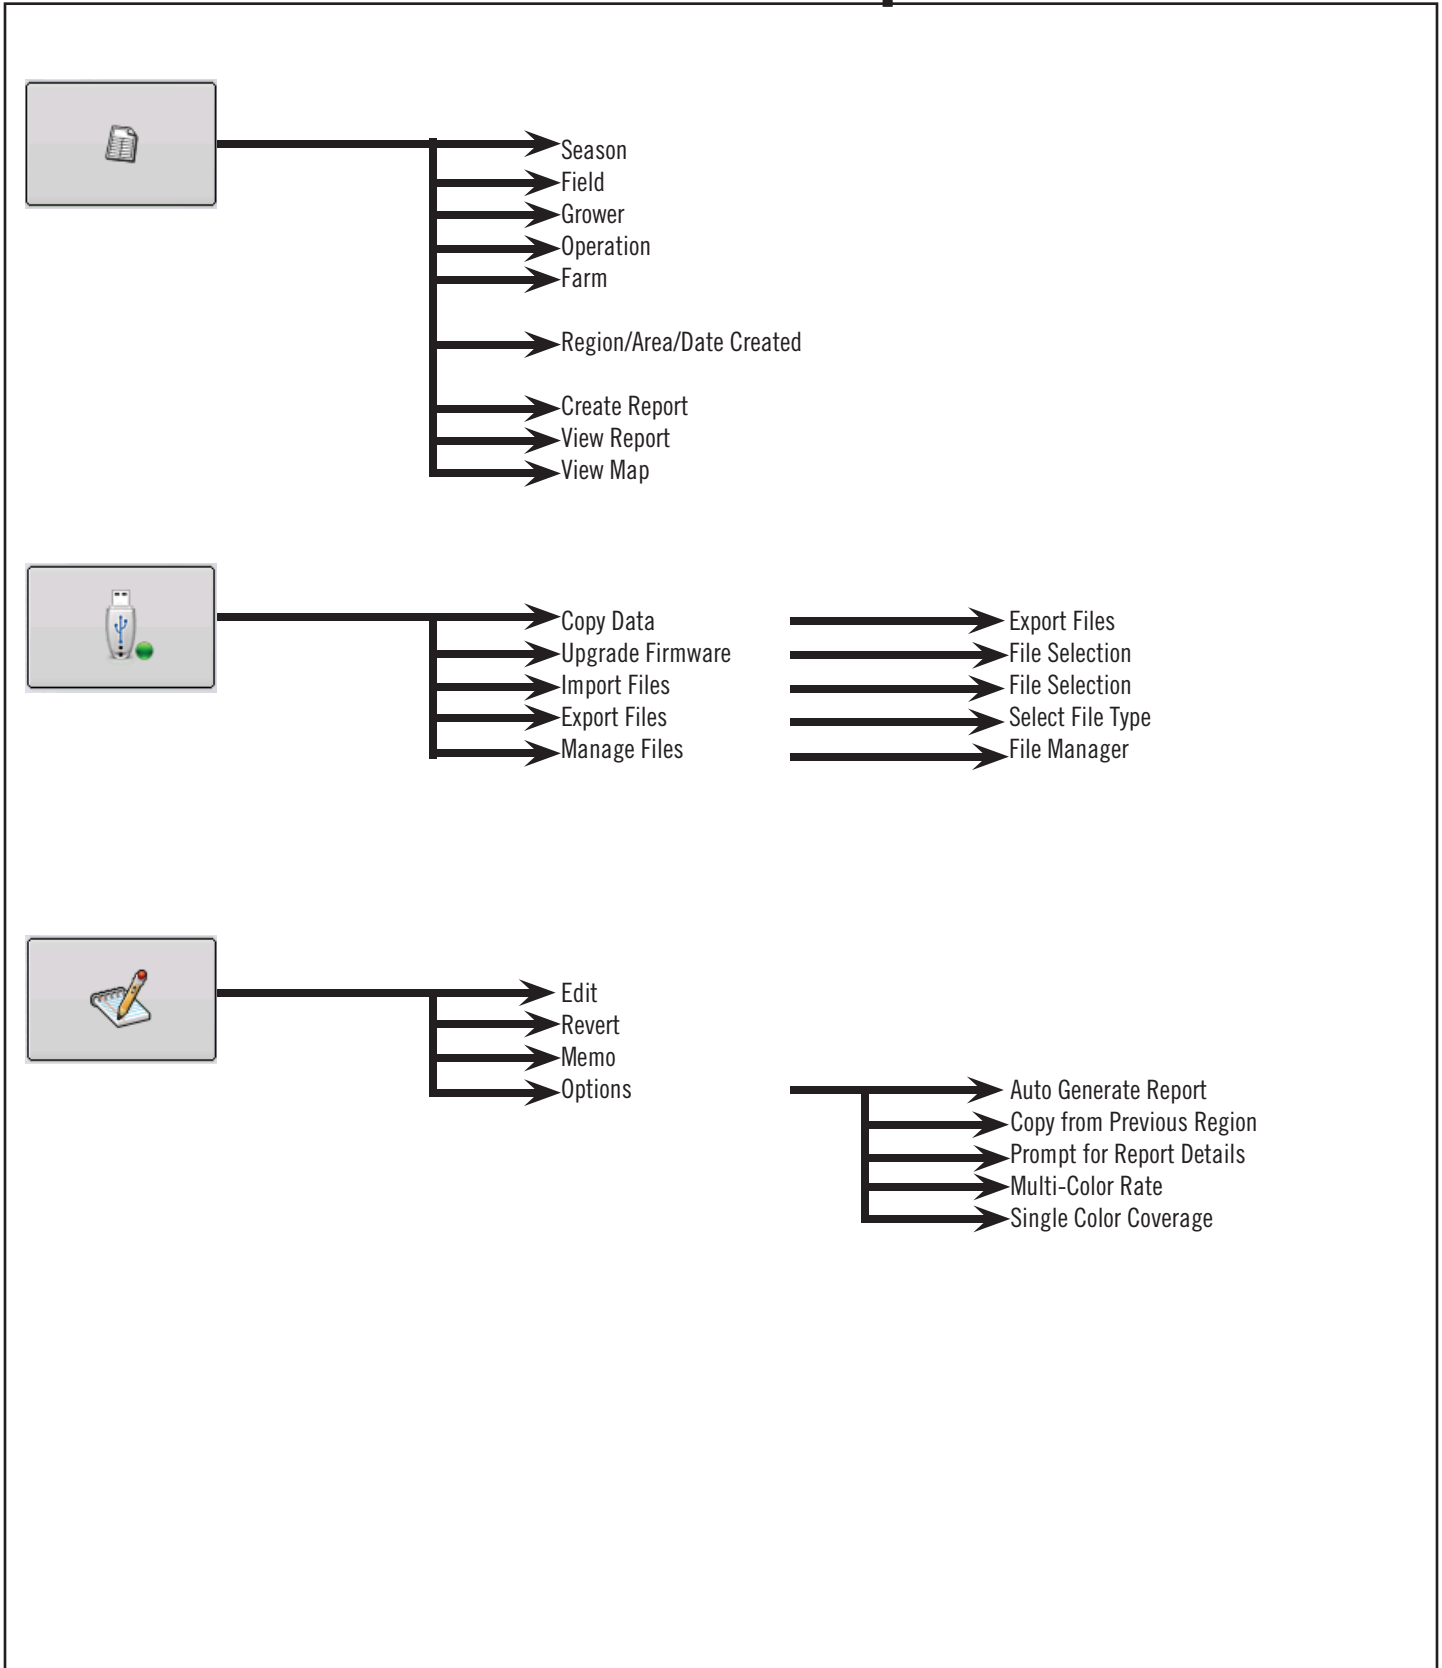 Season
Field
Grower
Operation
Farm
Region/Area/Date Created
Create Report
View Report
View Map
Copy Data
Export Files
Upgrade Firmware
File Selection
Import Files
File Selection
Export Files
Select File Type
Manage Files
File Manager
Edit
Revert
Memo
Options
Auto Generate Report
Copy from Previous Region
Prompt for Report Details
Multi-Color Rate
Single Color Coverage